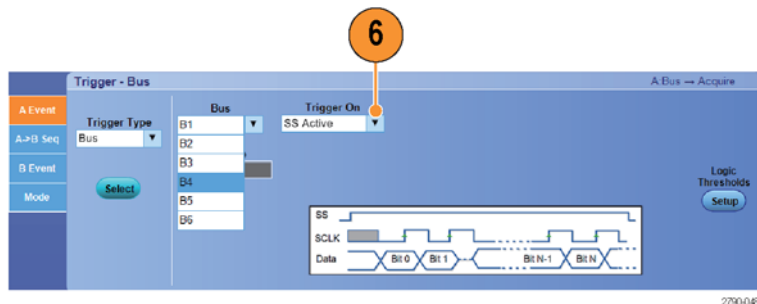 6
Trigger - Bus
A:Bus → Acquire
A Event
A->B Seq
B Event
Mode
Trigger Type
Bus
Select
Bus
B1
B2
B3
B4
B5
B6
Trigger On
SS Active
Logic
Thresholds
Setup
SS
SCLK
Data
Bit 0
Bit 1
Bit N-1
Bit N